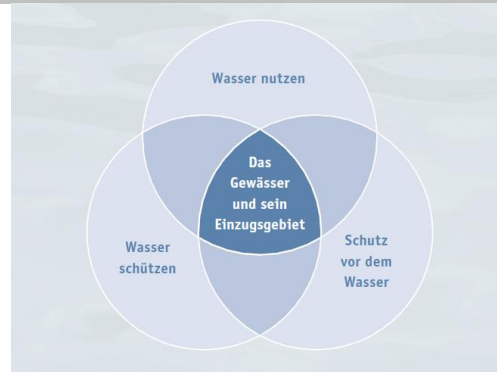 Wasser nutzen
Das
Gewässer
und sein
Einzugsgebiet
Wasser
schützen
Schutz
vor dem
Wasser